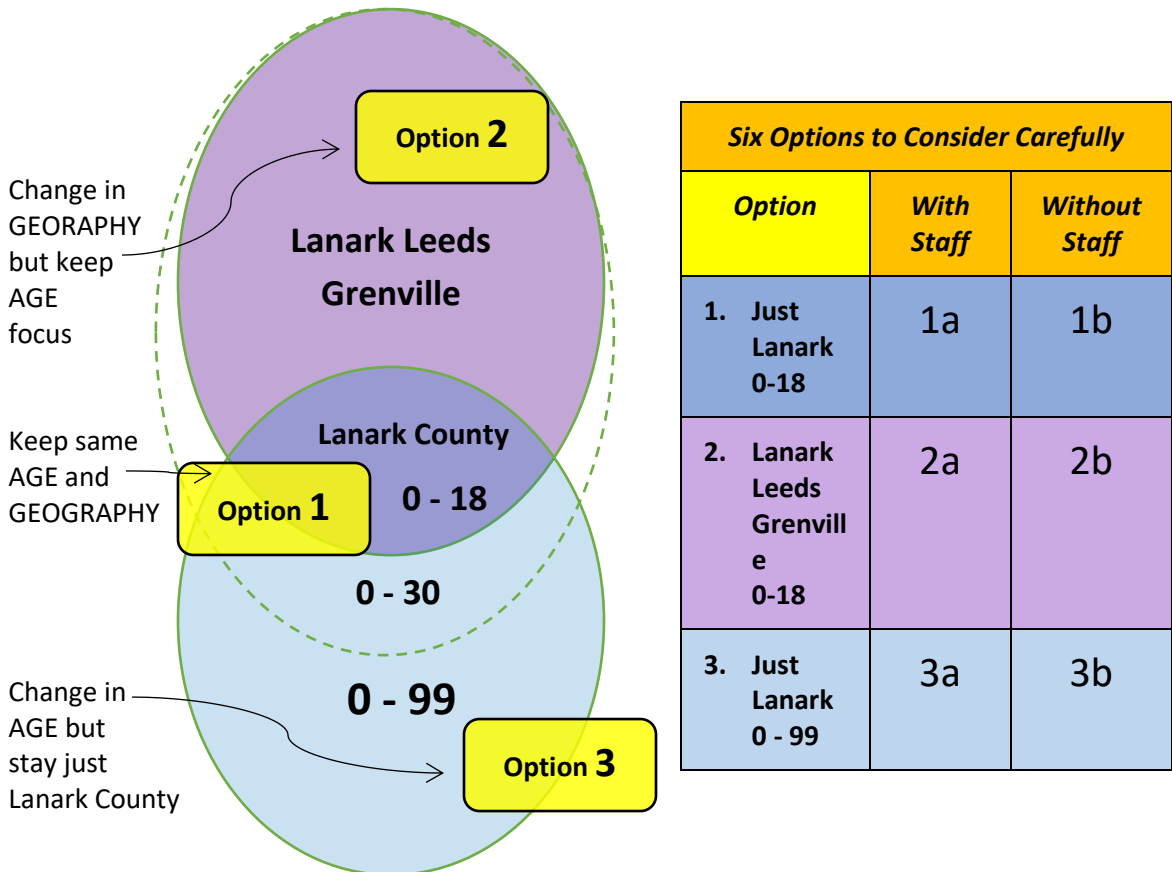 Option 2
Change in
GEORAPHY
but keep
AGE
focus
Lanark Leeds
Grenville
Lanark County
Keep same
AGE and
GEOGRAPHY
Option 1
0 - 18
0 - 30
Change in
AGE but
stay just
Lanark County
0 - 99
Option 3
Six Options to Consider Carefully
Option
With
Staff
Without
Staff
1. Just
Lanark
0-18
1a
1b
2. Lanark
Leeds
Grenvill
e
0-18
2a
2b
3. Just
Lanark
0 - 99
3a
3b